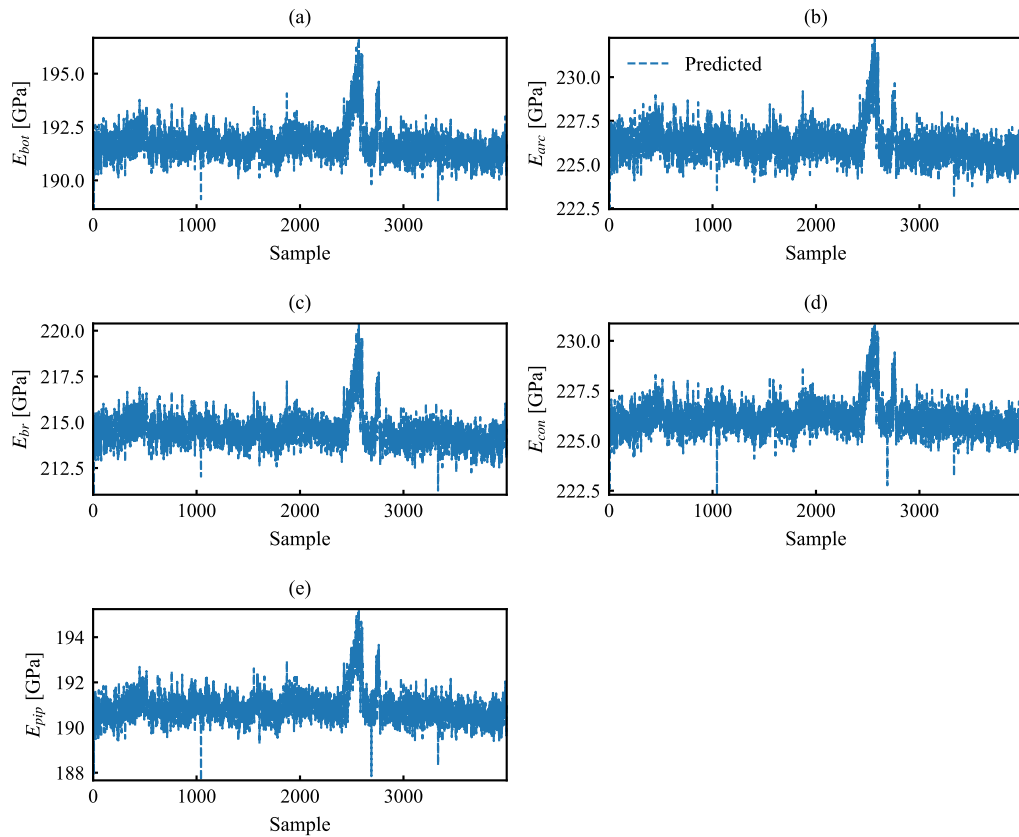 (a)
195.0
192.5
190.0
E_bot [GPa]
0 1000 2000 3000
Sample
(b)
Predicted
230.0
227.5
225.0
222.5
E_arc [GPa]
0 1000 2000 3000
Sample
(c)
220.0
217.5
215.0
212.5
E_br [GPa]
0 1000 2000 3000
Sample
(d)
230.0
227.5
225.0
222.5
E_con [GPa]
0 1000 2000 3000
Sample
(e)
194
192
190
188
E_pip [GPa]
0 1000 2000 3000
Sample